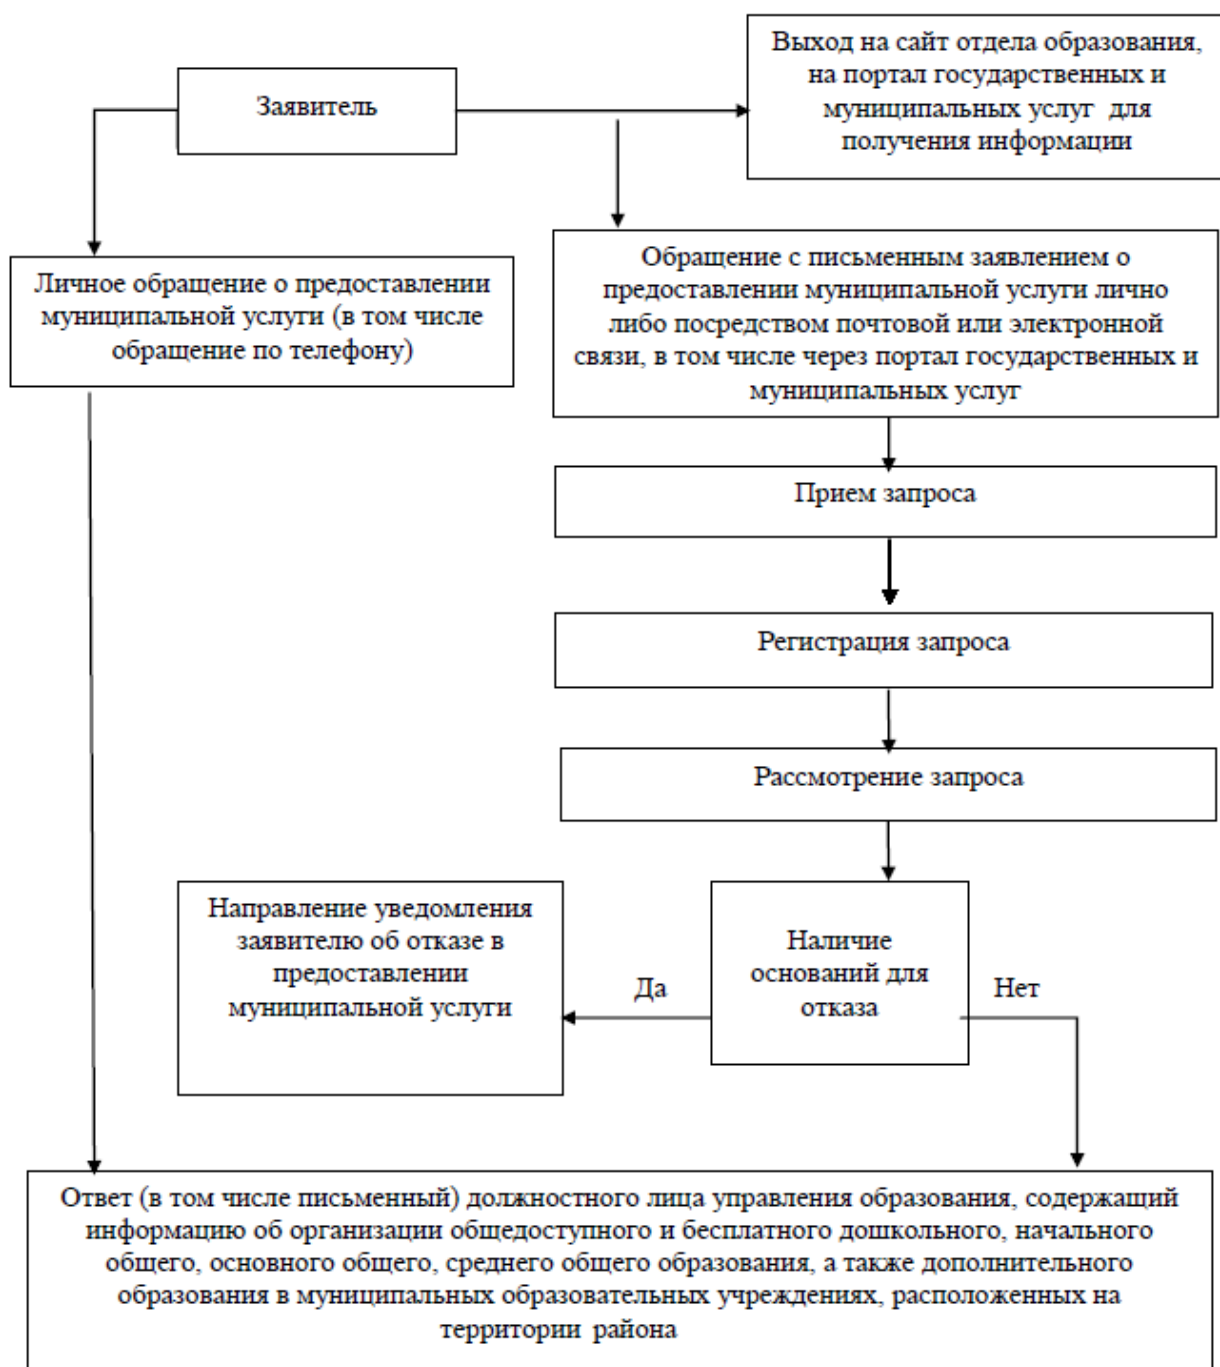 Выход на сайт отдела образования,
на портал государственных и
муниципальных услуг для
получения информации
Заявитель
Личное обращение о предоставлении
муниципальной услуги (в том числе
обращение по телефону)
Обращение с письменным заявлением о
предоставлении муниципальной услуги лично
либо посредством почтовой или электронной
связи, в том числе через портал государственных и
муниципальных услуг
Прием запроса
Регистрация запроса
Рассмотрение запроса
Направление уведомления
заявителю об отказе в
предоставлении
муниципальной услуги
Да
Наличие
оснований для
отказа
Нет
Ответ (в том числе письменный) должностного лица управления образования, содержащий
информацию об организации общедоступного и бесплатного дошкольного, начального
общего, основного общего, среднего общего образования, а также дополнительного
образования в муниципальных образовательных учреждениях, расположенных на
территории района